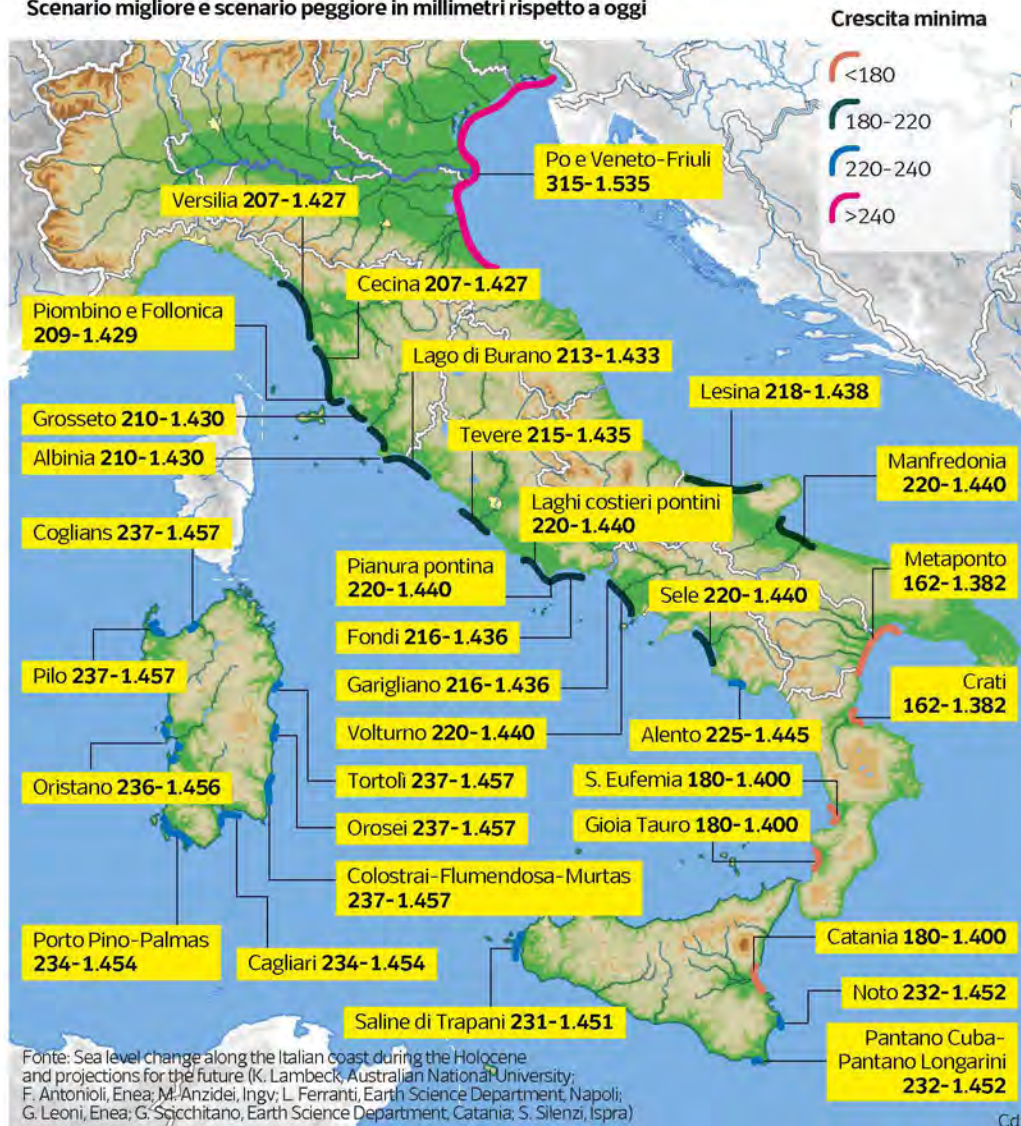 Scenario migliore e scenario peggiore in millimetri rispetto a oggi
Crescita minima
<180
180-220
220-240
>240
Po e Veneto-Friuli
315-1.535
Versilia 207-1.427
Cecina 207-1.427
Piombino e Follonica
209-1.429
Lago di Burano 213-1.433
Lesina 218-1.438
Grosseto 210-1.430
Tevere 215-1.435
Albinia 210-1.430
Manfredonia
220-1.440
Laghi costieri pontini
220-1.440
Coglians 237-1.457
Pianura pontina
220-1.440
Metaponto
162-1.382
Sele 220-1.440
Fondi 216-1.436
Pilo 237-1.457
Garigliano 216-1.436
Crati
162-1.382
Volturno 220-1.440
Alento 225-1.445
Oristano 236-1.456
Tortolì 237-1.457
S. Eufemia 180-1.400
Orosei 237-1.457
Gioia Tauro 180-1.400
Colostrai-Flumendosa-Murtas
237-1.457
Porto Pino-Palmas
234-1.454
Cagliari 234-1.454
Catania 180-1.400
Noto 232-1.452
Saline di Trapani 231-1.451
Pantano Cuba-
Pantano Longarini
232-1.452
Fonte: Sea level change along the Italian coast during the Holocene
and projections for the future (K. Lambeck, Australian National University;
F. Antonioli, Enea; M. Anzidei, Ingv; L. Ferranti, Earth Science Department, Napoli;
G. Leoni, Enea; G. Scicchitano, Earth Science Department, Catania; S. Silenzi, Ispra)